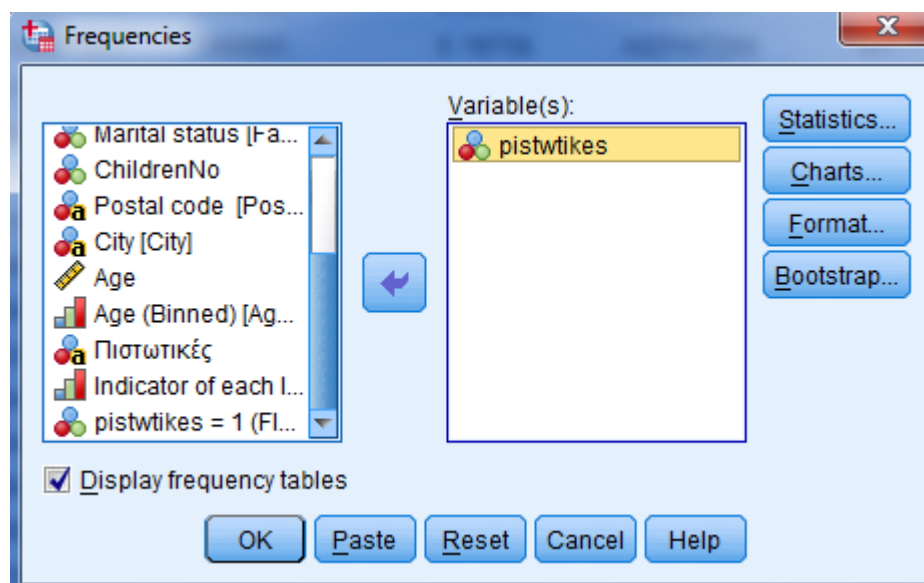 Frequencies
Variable(s):
Marital status [Fa...
ChildrenNo
Postal code [Pos...
City [City]
Age
Age (Binned) [Ag...
Πιστωτικές
Indicator of each l...
pistwtikes = 1 (FI...
pistwtikes
Statistics...
Charts...
Format...
Bootstrap...
Display frequency tables
OK
Paste
Reset
Cancel
Help